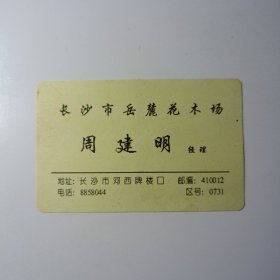 长沙市岳麓花木场
周建明 经理
地址：长沙市河西牌楼口 邮编：410012
电话：8858044 区号：0731